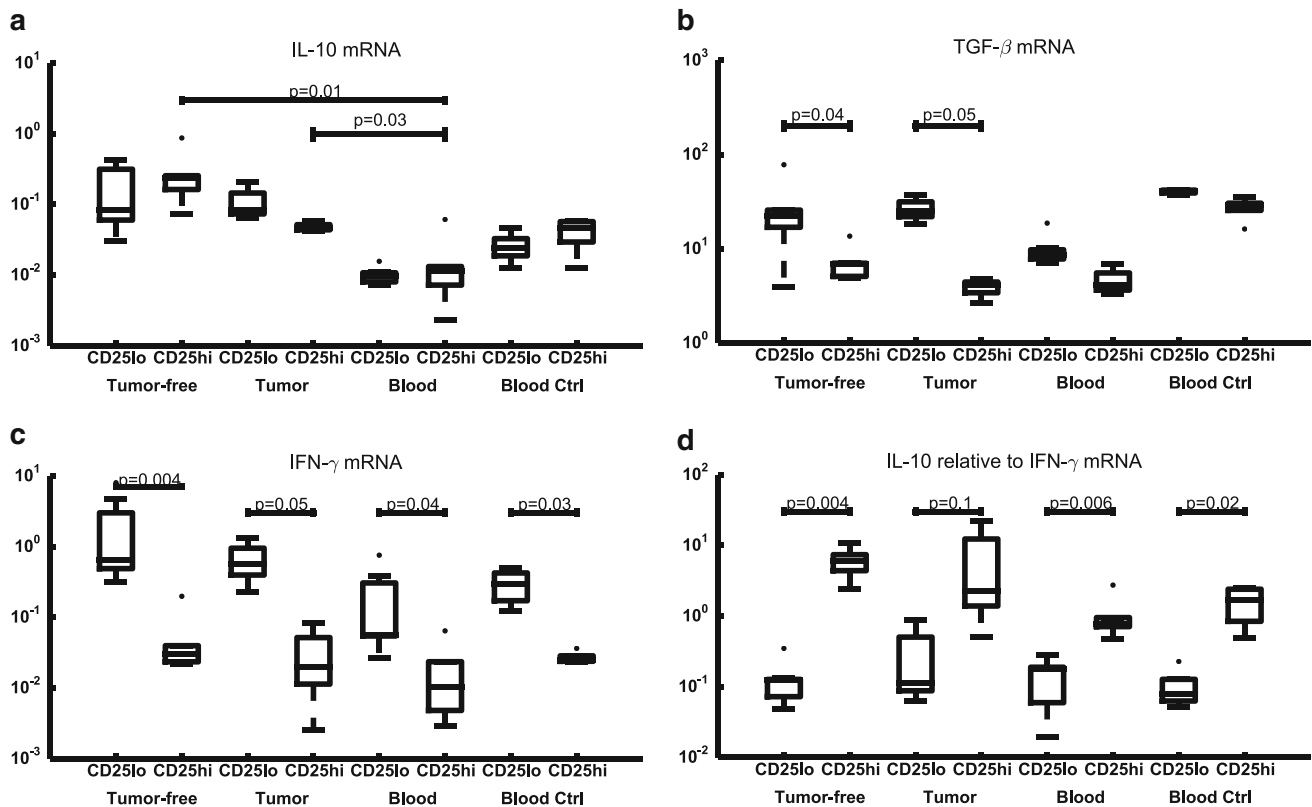 a
IL-10 mRNA
10^1
10^0
10^-1
10^-2
10^-3
p=0.01
p=0.03
CD25lo CD25hi CD25lo CD25hi CD25lo CD25hi CD25lo CD25hi
Tumor-free Tumor Blood Blood Ctrl
b
TGF-β mRNA
10^3
10^2
10^1
10^0
p=0.04 p=0.05
CD25lo CD25hi CD25lo CD25hi CD25lo CD25hi CD25lo CD25hi
Tumor-free Tumor Blood Blood Ctrl
c
IFN-γ mRNA
10^1
10^0
10^-1
10^-2
10^-3
p=0.004 p=0.05 p=0.04 p=0.03
CD25lo CD25hi CD25lo CD25hi CD25lo CD25hi CD25lo CD25hi
Tumor-free Tumor Blood Blood Ctrl
d
IL-10 relative to IFN-γ mRNA
10^2
10^1
10^0
10^-1
10^-2
p=0.004 p=0.1 p=0.006 p=0.02
CD25lo CD25hi CD25lo CD25hi CD25lo CD25hi CD25lo CD25hi
Tumor-free Tumor Blood Blood Ctrl